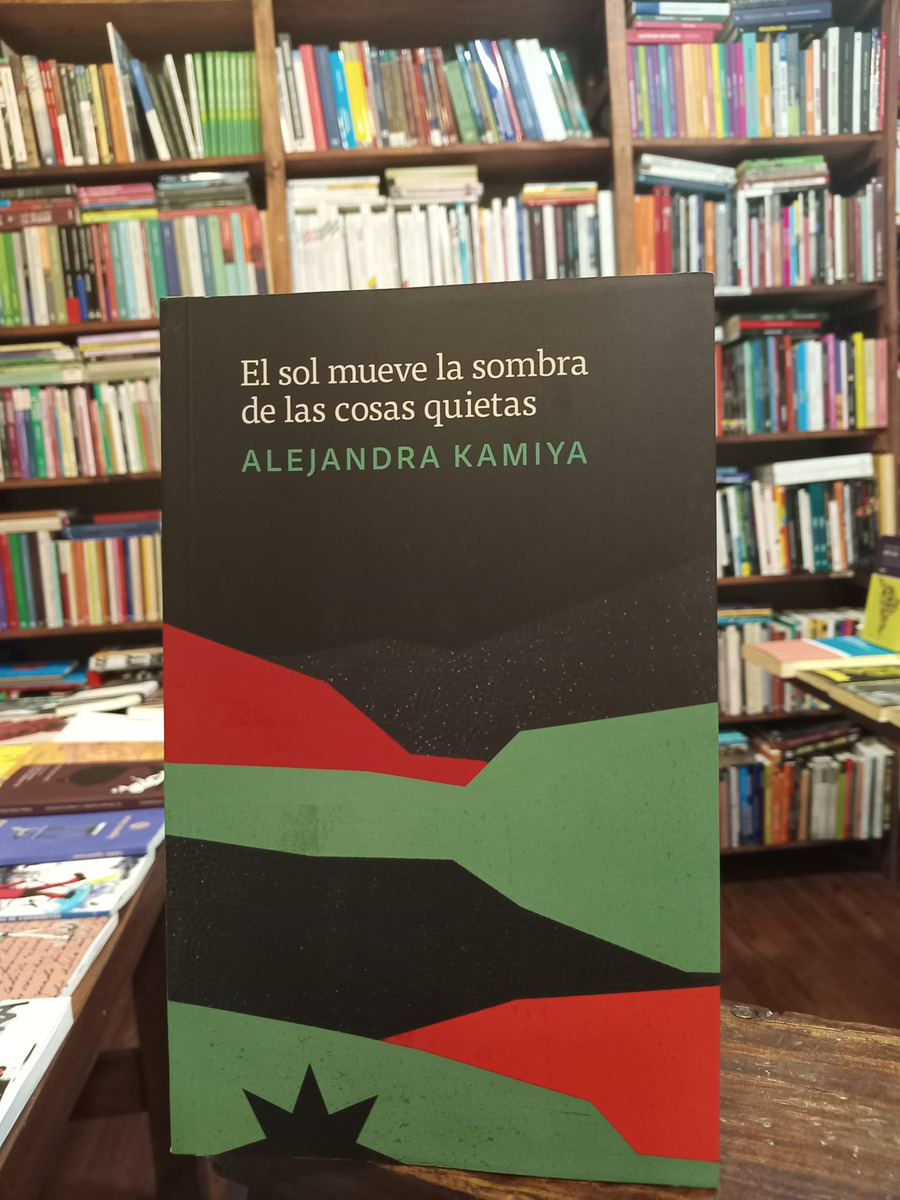 El sol mueve la sombra
de las cosas quietas
ALEJANDRA KAMIYA